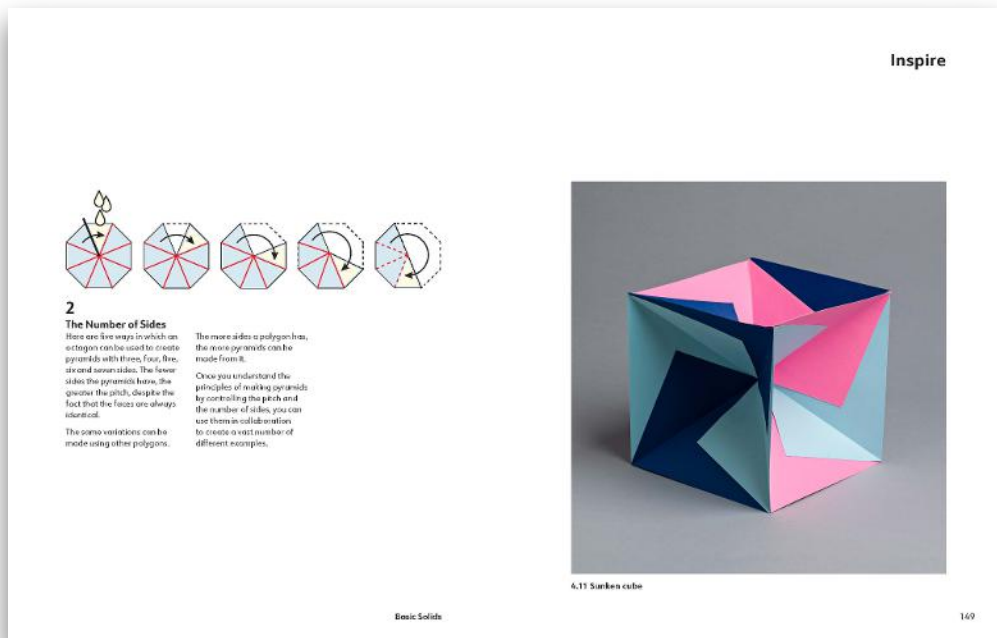 Inspire
2
The Number of Sides
Here are five ways in which an
octagon can be used to create
pyramids with three, four, five,
six and seven sides. The fewer
sides the pyramids have, the
greater the pitch, despite the
fact that the faces are always
identical.
The same variations can be
made using other polygons.
The more sides a polygon has,
the more pyramids can be
made from it.
Once you understand the
principles of making pyramids
by controlling the pitch and
the number of sides, you can
use them in collaboration
to create a vast number of
different examples.
4.11 Sunken cube
Basic Solids
149